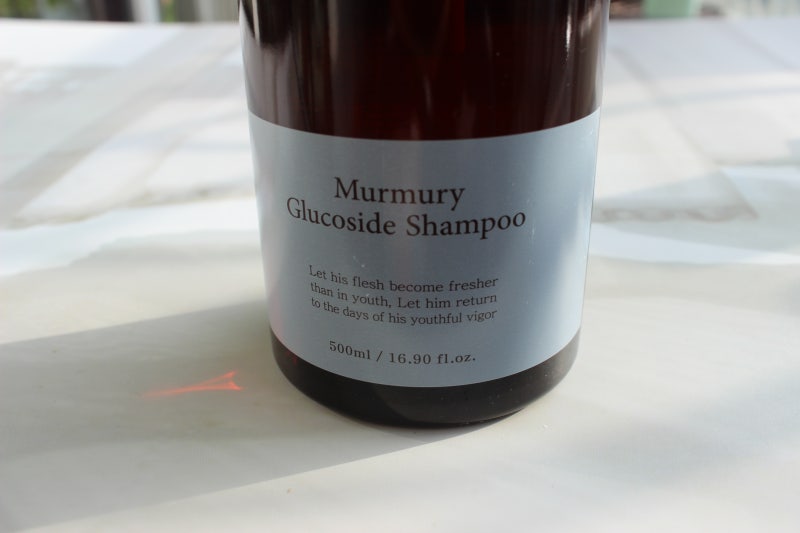 Murmury
Glucoside Shampoo
Let his flesh become fresher
than in youth, Let him return
to the days of his youthful vigor
500ml / 16.90 fl.oz.